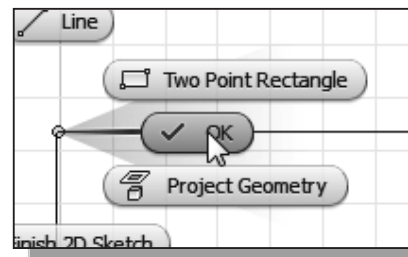 Line
Two Point Rectangle
OK
Project Geometry
Finish 2D Sketch